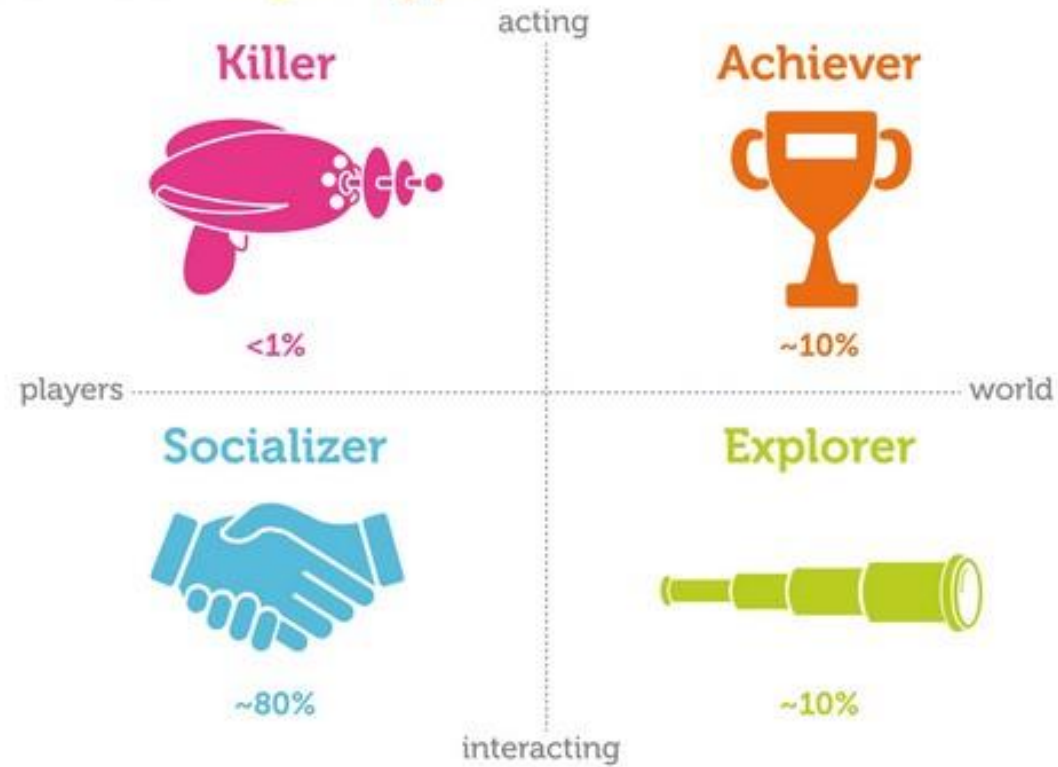 acting
Killer
Achiever
<1%
~10%
players
world
Socializer
Explorer
~80%
~10%
interacting